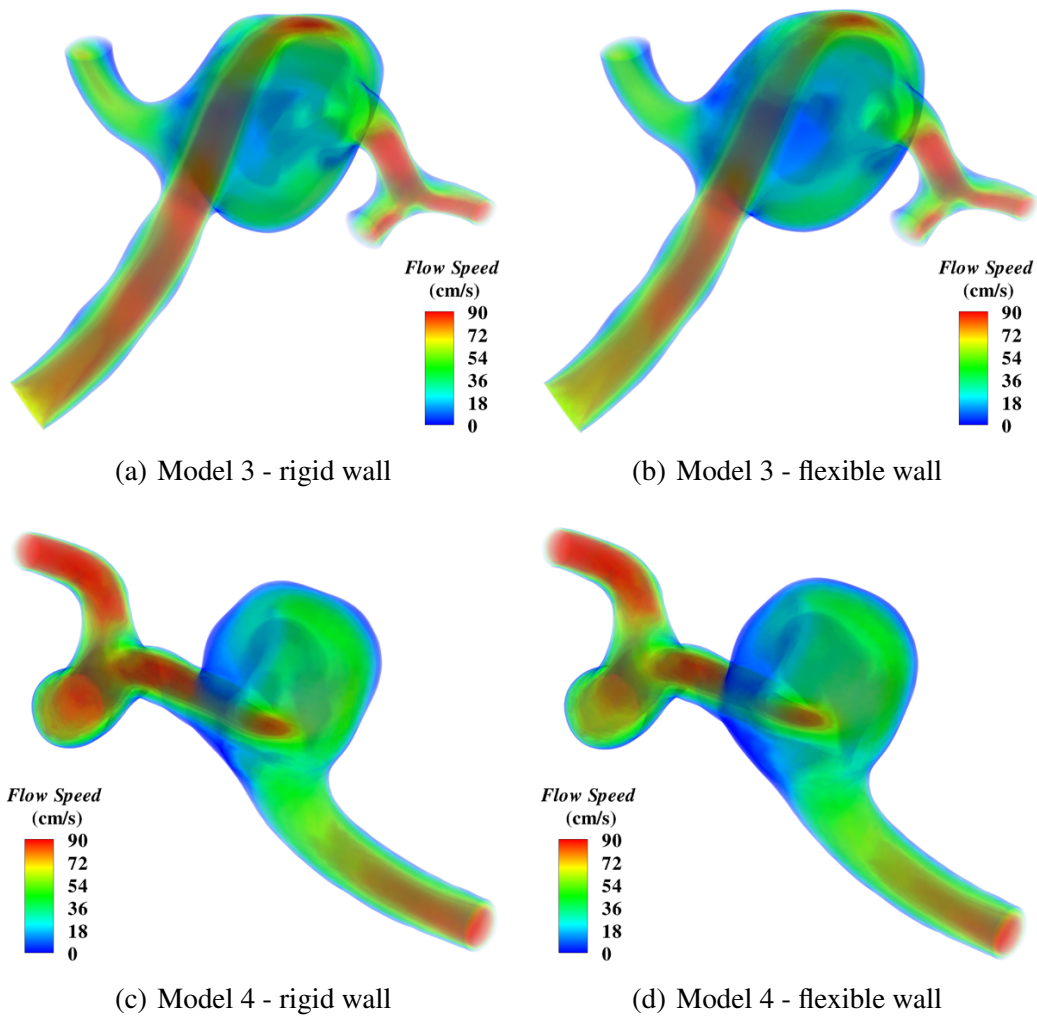 Flow Speed
(cm/s)
90
72
54
36
18
0
Flow Speed
(cm/s)
90
72
54
36
18
0
(a) Model 3 - rigid wall
(b) Model 3 - flexible wall
Flow Speed
(cm/s)
90
72
54
36
18
0
Flow Speed
(cm/s)
90
72
54
36
18
0
(c) Model 4 - rigid wall
(d) Model 4 - flexible wall